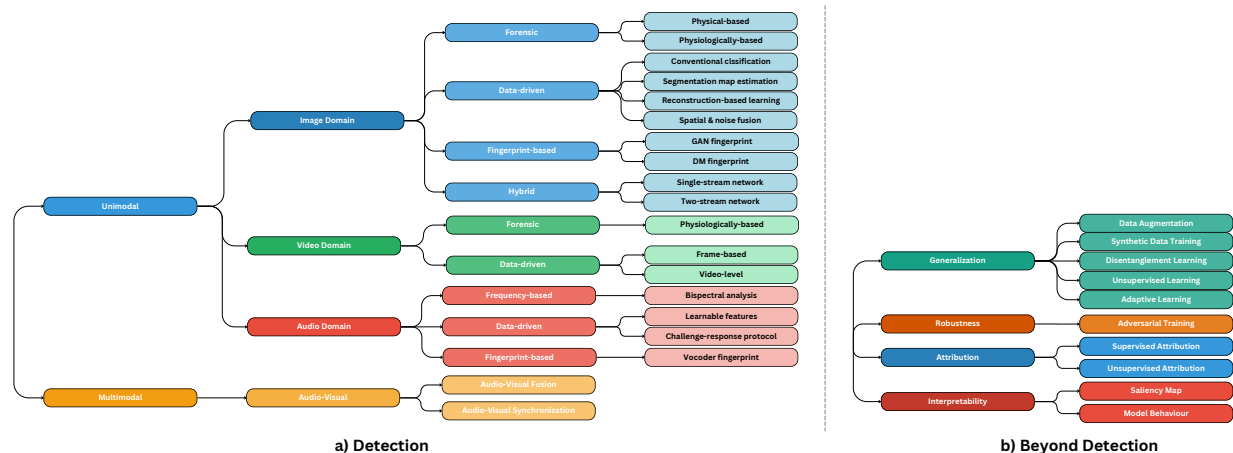 Unimodal
Image Domain
Forensic
Physical-based
Physiologically-based
Data-driven
Conventional clssification
Segmentation map estimation
Reconstruction-based learning
Spatial & noise fusion
Fingerprint-based
GAN fingerprint
DM fingerprint
Hybrid
Single-stream network
Two-stream network
Video Domain
Forensic
Physiologically-based
Data-driven
Frame-based
Video-level
Audio Domain
Frequency-based
Bispectral analysis
Data-driven
Learnable features
Challenge-response protocol
Fingerprint-based
Vocoder fingerprint
Multimodal
Audio-Visual
Audio-Visual Fusion
Audio-Visual Synchronization
a) Detection
Generalization
Data Augmentation
Synthetic Data Training
Disentanglement Learning
Unsupervised Learning
Adaptive Learning
Robustness
Adversarial Training
Attribution
Supervised Attribution
Unsupervised Attribution
Interpretability
Saliency Map
Model Behaviour
b) Beyond Detection